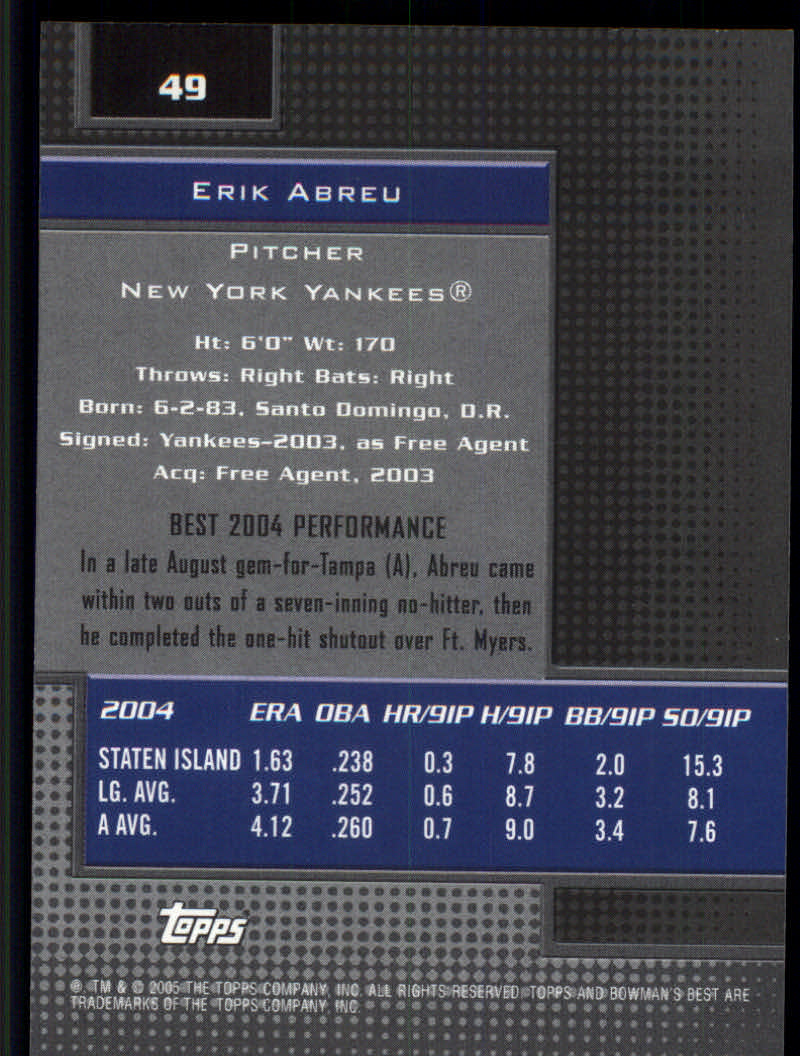 49
ERIK ABREU
PITCHER
NEW YORK YANKEES®
Ht: 6'0" Wt: 170
Throws: Right Bats: Right
Born: 6-2-83, Santo Domingo, D.R.
Signed: Yankees-2003, as Free Agent
Acq: Free Agent, 2003
BEST 2004 PERFORMANCE
In a late August gem-for-Tampa (A), Abreu came
within two outs of a seven-inning no-hitter, then
he completed the one-hit shutout over Ft. Myers.
2004 ERA OBA HR/9IP H/9IP BB/9IP SO/9IP
STATEN ISLAND 1.63 .238 0.3 7.8 2.0 15.3
LG. AVG. 3.71 .252 0.6 8.7 3.2 8.1
A AVG. 4.12 .260 0.7 9.0 3.4 7.6
topps
®, TM & © 2005 THE TOPPS COMPANY, INC. ALL RIGHTS RESERVED. TOPPS AND BOWMAN'S BEST ARE
TRADEMARKS OF THE TOPPS COMPANY, INC.